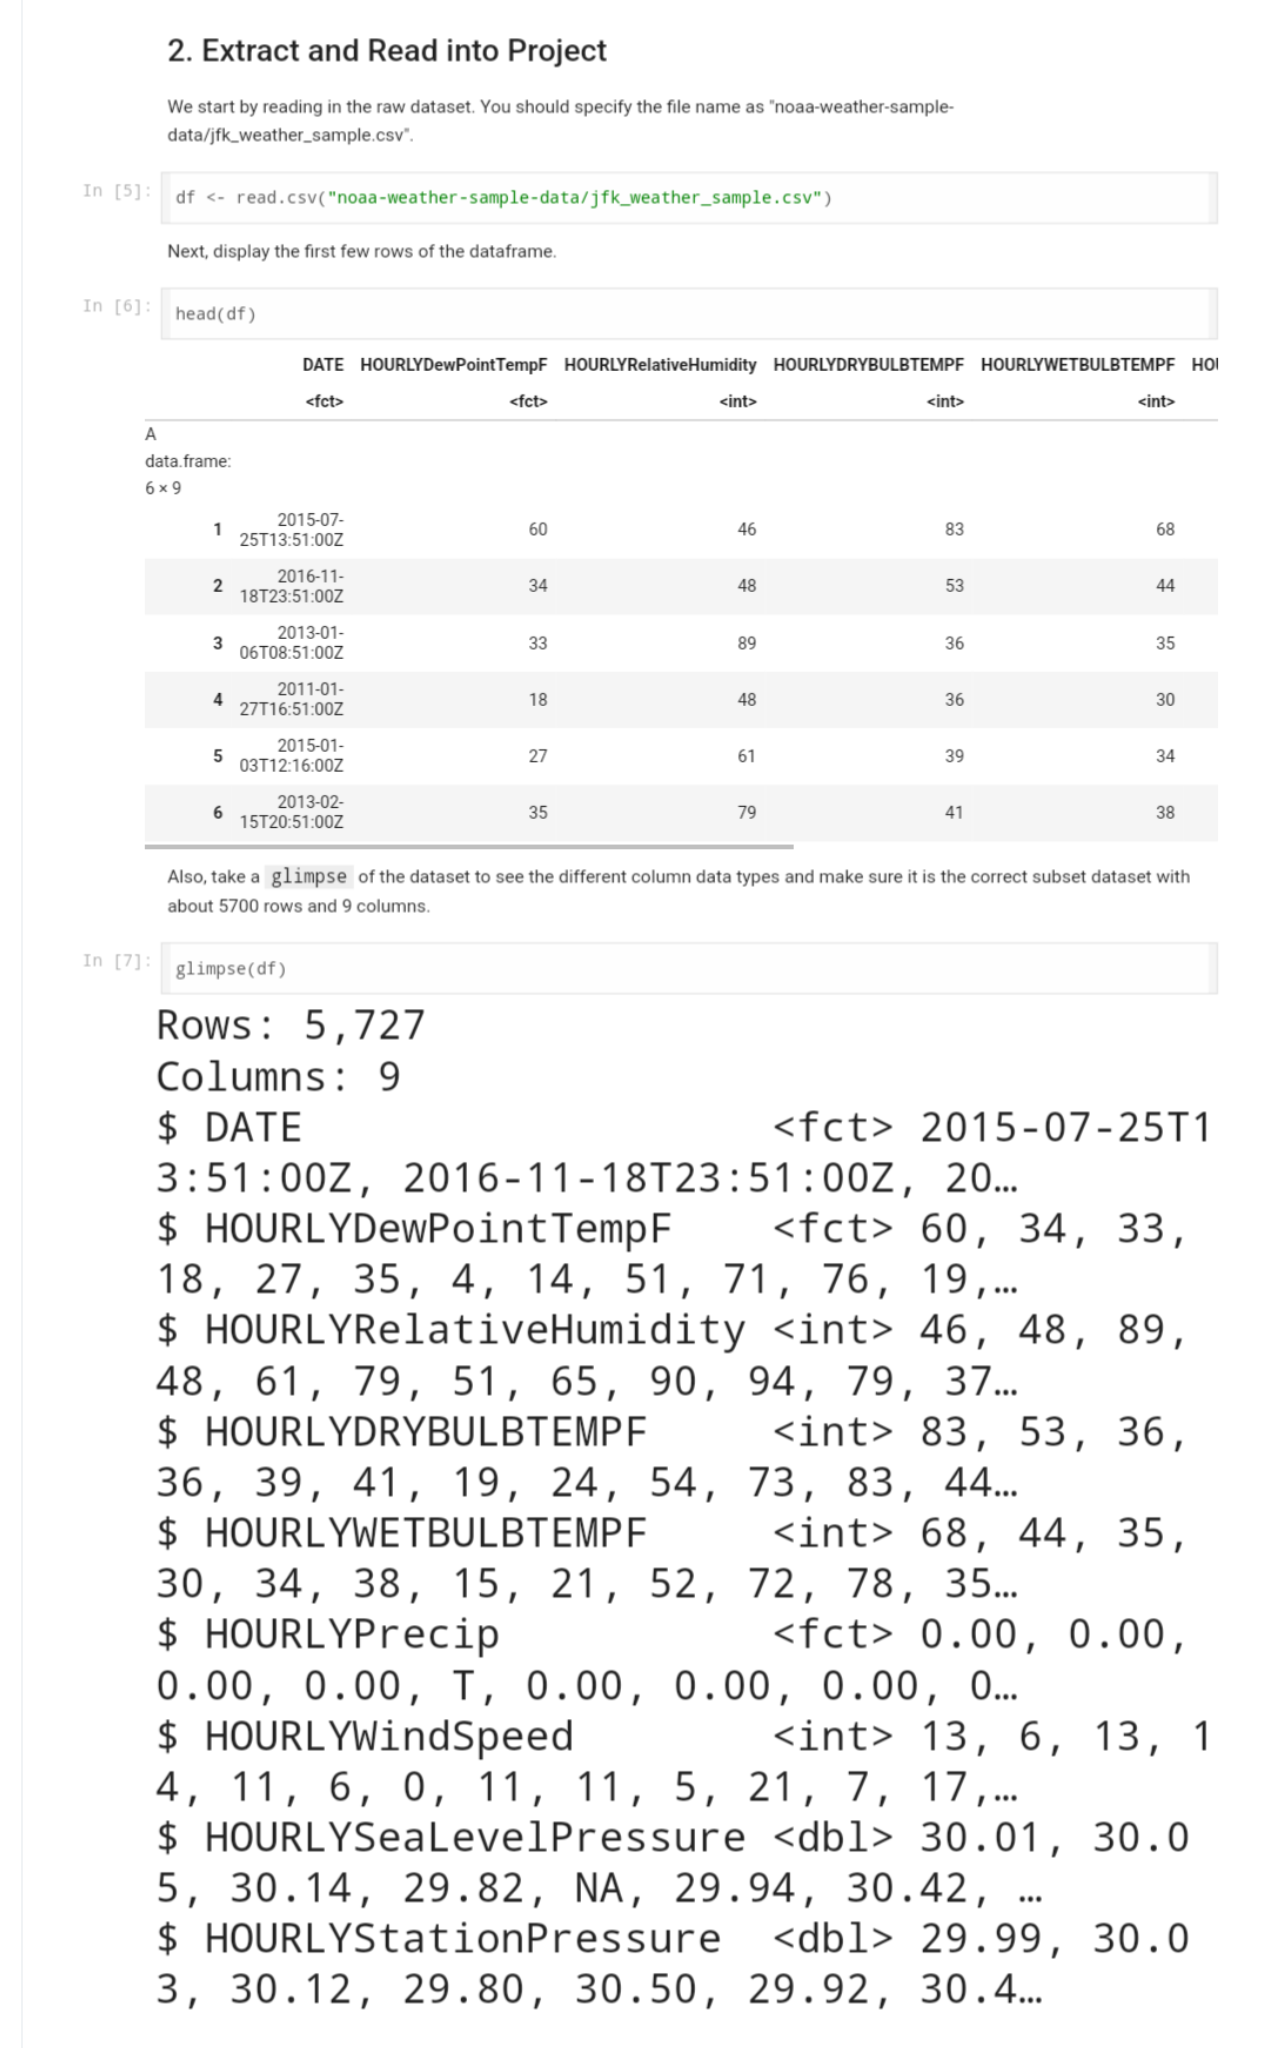 2. Extract and Read into Project
We start by reading in the raw dataset. You should specify the file name as "noaa-weather-sample-
data/jfk_weather_sample.csv".
In [5]: df <- read.csv("noaa-weather-sample-data/jfk_weather_sample.csv")
Next, display the first few rows of the dataframe.
In [6]: head(df)
DATE HOURLYDewPointTempF HOURLYRelativeHumidity HOURLYDRYBULBTEMPF HOURLYWETBULBTEMPF HOU
<fct> <fct> <int> <int> <int>
A
data.frame:
6 × 9
1 2015-07-
25T13:51:00Z 60 46 83 68
2 2016-11-
18T23:51:00Z 34 48 53 44
3 2013-01-
06T08:51:00Z 33 89 36 35
4 2011-01-
27T16:51:00Z 18 48 36 30
5 2015-01-
03T12:16:00Z 27 61 39 34
6 2013-02-
15T20:51:00Z 35 79 41 38
Also, take a glimpse of the dataset to see the different column data types and make sure it is the correct subset dataset with
about 5700 rows and 9 columns.
In [7]: glimpse(df)
Rows: 5,727
Columns: 9
$ DATE <fct> 2015-07-25T1
3:51:00Z, 2016-11-18T23:51:00Z, 20…
$ HOURLYDewPointTempF <fct> 60, 34, 33,
18, 27, 35, 4, 14, 51, 71, 76, 19,…
$ HOURLYRelativeHumidity <int> 46, 48, 89,
48, 61, 79, 51, 65, 90, 94, 79, 37…
$ HOURLYDRYBULBTEMPF <int> 83, 53, 36,
36, 39, 41, 19, 24, 54, 73, 83, 44…
$ HOURLYWETBULBTEMPF <int> 68, 44, 35,
30, 34, 38, 15, 21, 52, 72, 78, 35…
$ HOURLYPrecip <fct> 0.00, 0.00,
0.00, 0.00, T, 0.00, 0.00, 0.00, 0…
$ HOURLYWindSpeed <int> 13, 6, 13, 1
4, 11, 6, 0, 11, 11, 5, 21, 7, 17,…
$ HOURLYSeaLevelPressure <dbl> 30.01, 30.0
5, 30.14, 29.82, NA, 29.94, 30.42, …
$ HOURLYStationPressure <dbl> 29.99, 30.0
3, 30.12, 29.80, 30.50, 29.92, 30.4…